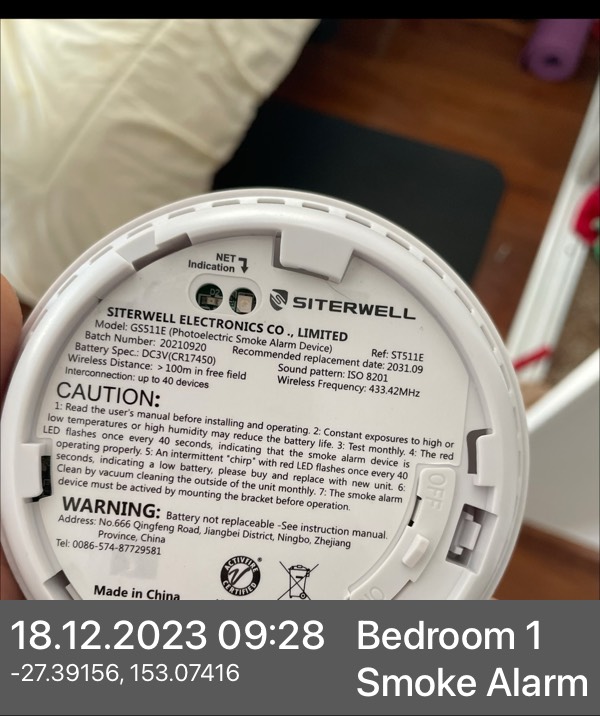 NET
Indication
SITERWELL
SITERWELL ELECTRONICS CO ., LIMITED
Model: GS511E (Photoelectric Smoke Alarm Device)
Ref: ST511E
Batch Number: 20210920
Recommended replacement date: 2031.09
Battery Spec.: DC3V(CR17450)
Sound pattern: ISO 8201
Wireless Distance: > 100m in free field
Wireless Frequency: 433.42MHz
Interconnection: up to 40 devices
CAUTION:
1: Read the user's manual before installing and operating. 2: Constant exposures to high or
low temperatures or high humidity may reduce the battery life. 3: Test monthly. 4: The red
LED flashes once every 40 seconds, indicating that the smoke alarm device is
operating properly. 5: An intermittent "chirp" with red LED flashes once every 40
seconds, indicating a low battery, please buy and replace with new unit. 6:
Clean by vacuum cleaning the outside of the unit monthly. 7: The smoke alarm
device must be actived by mounting the bracket before operation.
WARNING: Battery not replaceable -See instruction manual.
Address: No.666 Qingfeng Road, Jiangbei District, Ningbo, Zhejiang
Province, China
Tel: 0086-574-87729581
OFF
ACTIVFIRE
CERTIFIED
Made in China
18.12.2023 09:28
-27.39156, 153.07416
Bedroom 1
Smoke Alarm